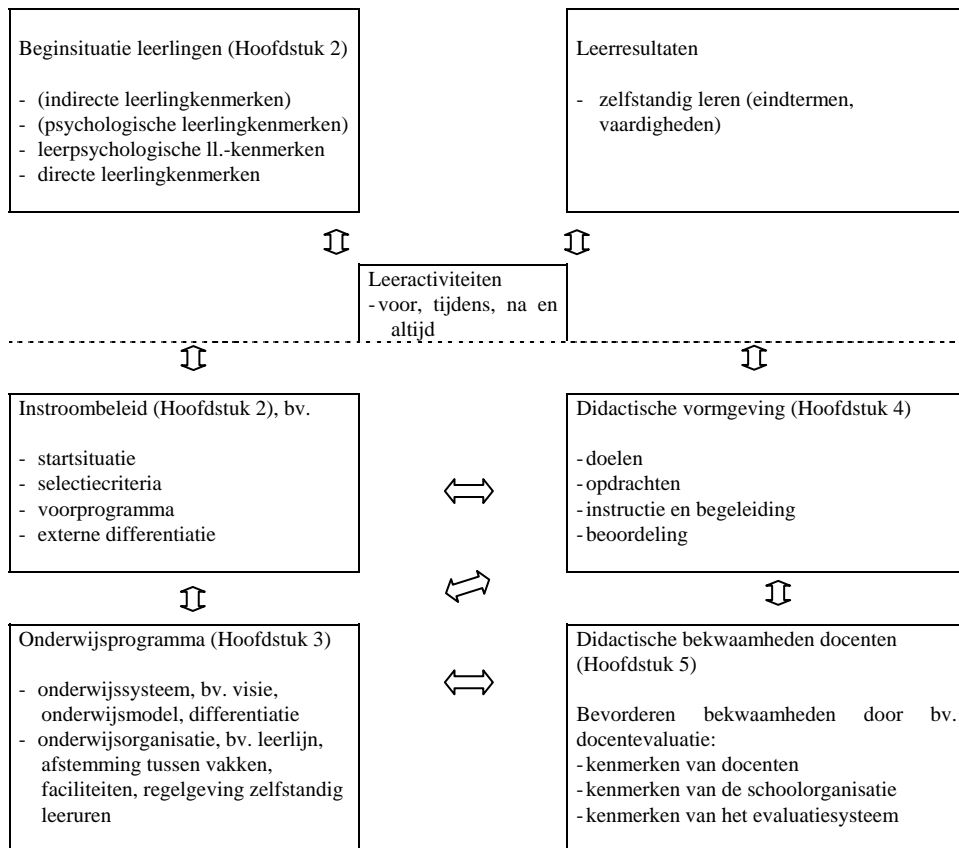 Beginsituatie leerlingen (Hoofdstuk 2)
- (indirecte leerlingkenmerken)
- (psychologische leerlingkenmerken)
- leerpsychologische ll.-kenmerken
- directe leerlingkenmerken
Leerresultaten
- zelfstandig leren (eindtermen,
vaardigheden)
Leeractiviteiten
- voor, tijdens, na en
altijd
Instroombeleid (Hoofdstuk 2), bv.
- startsituatie
- selectiecriteria
- voorprogramma
- externe differentiatie
Didactische vormgeving (Hoofdstuk 4)
- doelen
- opdrachten
- instructie en begeleiding
- beoordeling
Onderwijsprogramma (Hoofdstuk 3)
- onderwijssysteem, bv. visie,
onderwijsmodel, differentiatie
- onderwijsorganisatie, bv. leerlijn,
afstemming tussen vakken,
faciliteiten, regelgeving zelfstandig
leeruren
Didactische bekwaamheden docenten
(Hoofdstuk 5)
Bevorderen bekwaamheden door bv.
docentevaluatie:
- kenmerken van docenten
- kenmerken van de schoolorganisatie
- kenmerken van het evaluatiesysteem